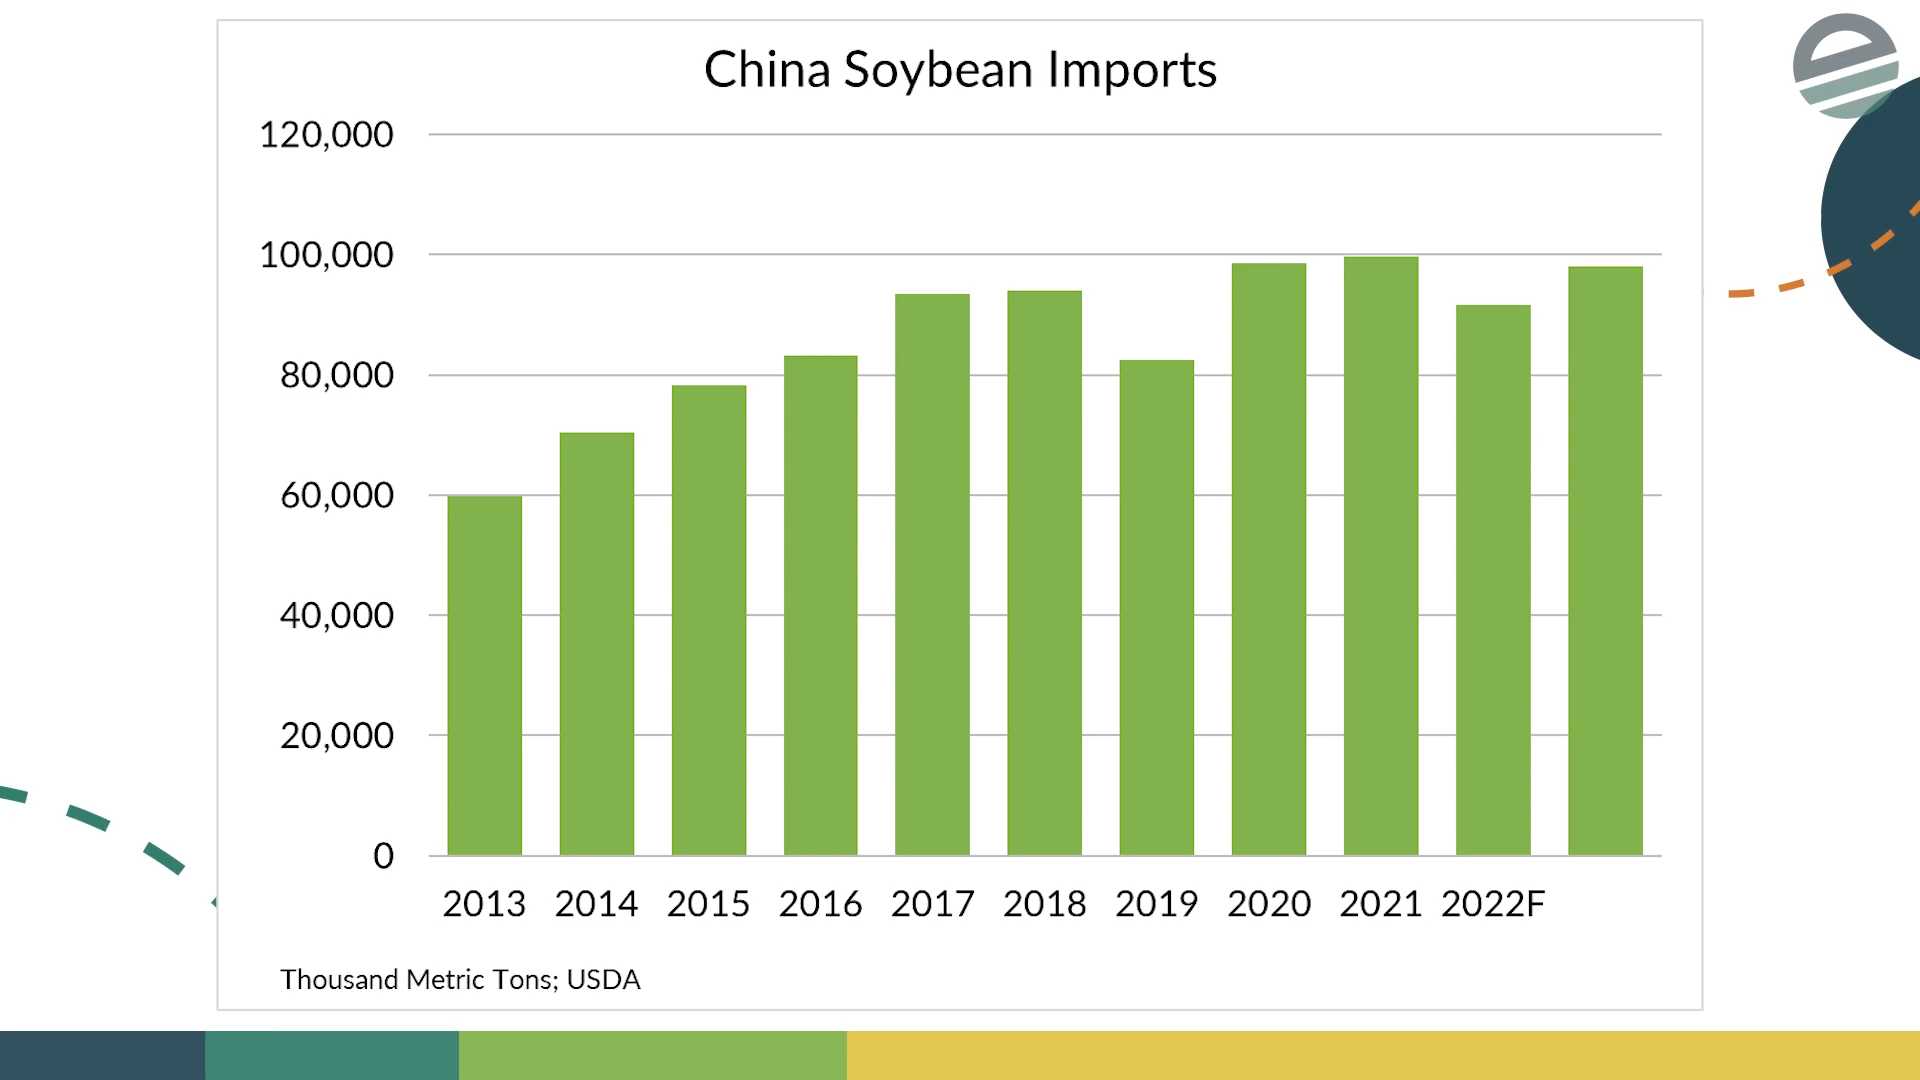 China Soybean Imports
120,000
100,000
80,000
60,000
40,000
20,000
0
2013 2014 2015 2016 2017 2018 2019 2020 2021 2022F
Thousand Metric Tons; USDA